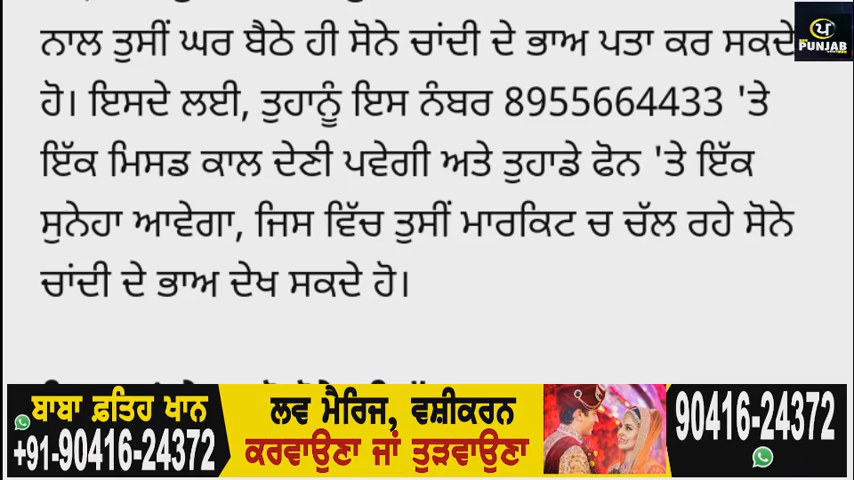 ਨਾਲ ਤੁਸੀਂ ਘਰ ਬੈਠੇ ਹੀ ਸੋਨੇ ਚਾਂਦੀ ਦੇ ਭਾਅ ਪਤਾ ਕਰ ਸਕਦੇ
ਹੋ। ਇਸਦੇ ਲਈ, ਤੁਹਾਨੂੰ ਇਸ ਨੰਬਰ 8955664433 'ਤੇ
ਇੱਕ ਮਿਸਡ ਕਾਲ ਦੇਣੀ ਪਵੇਗੀ ਅਤੇ ਤੁਹਾਡੇ ਫੋਨ 'ਤੇ ਇੱਕ
ਸੁਨੇਹਾ ਆਵੇਗਾ, ਜਿਸ ਵਿੱਚ ਤੁਸੀਂ ਮਾਰਕਿਟ ਚ ਚੱਲ ਰਹੇ ਸੋਨੇ
ਚਾਂਦੀ ਦੇ ਭਾਅ ਦੇਖ ਸਕਦੇ ਹੋ।
ਪ
PUNJAB
ਬਾਬਾ ਫ਼ਤਿਹ ਖਾਨ
+91-90416-24372
ਲਵ ਮੈਰਿਜ, ਵਸ਼ੀਕਰਨ
ਕਰਵਾਉਣਾ ਜਾਂ ਤੁੜਵਾਉਣਾ
90416-24372